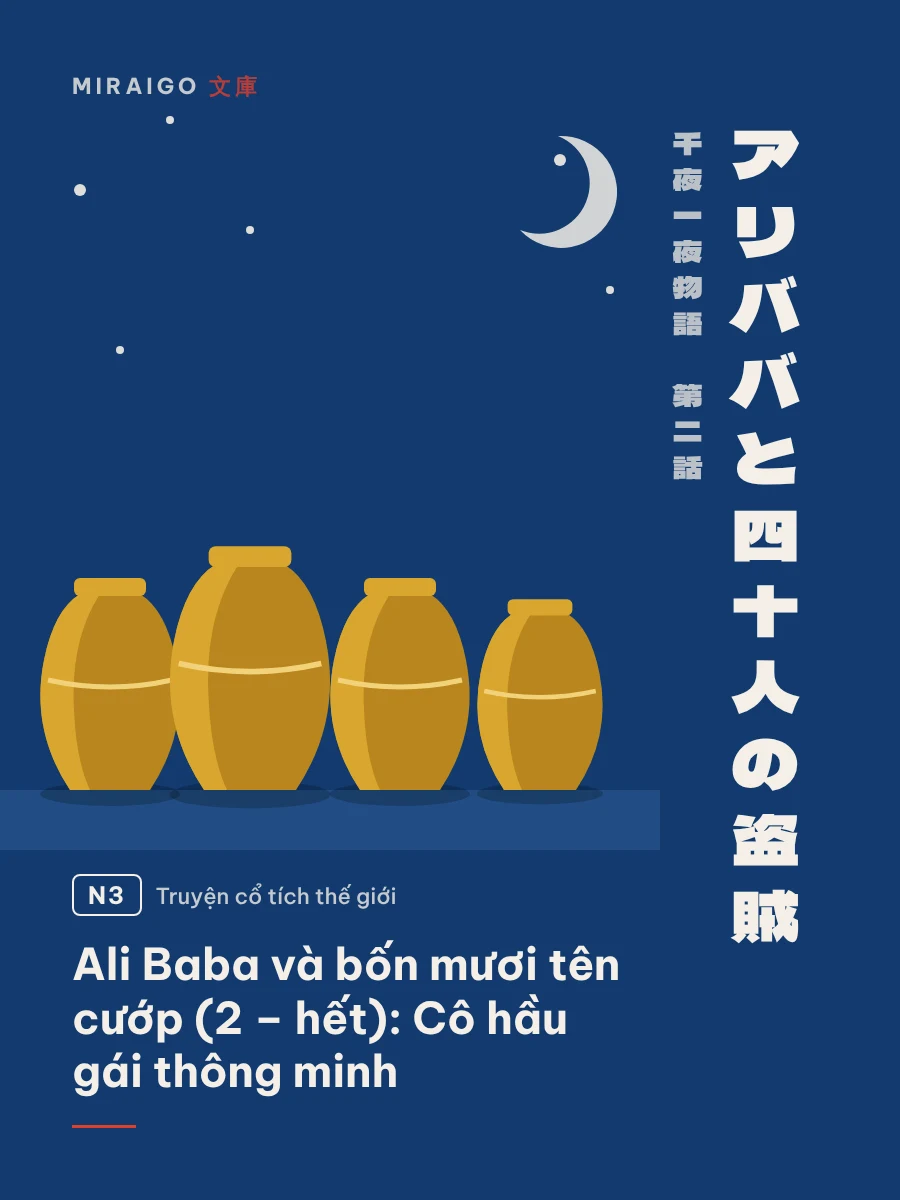 MIRAIGO 文庫
アリババと四十人の盗賊
千夜一夜物語 第二話
N3 Truyện cổ tích thế giới
Ali Baba và bốn mươi tên
cướp (2 – hết): Cô hầu
gái thông minh